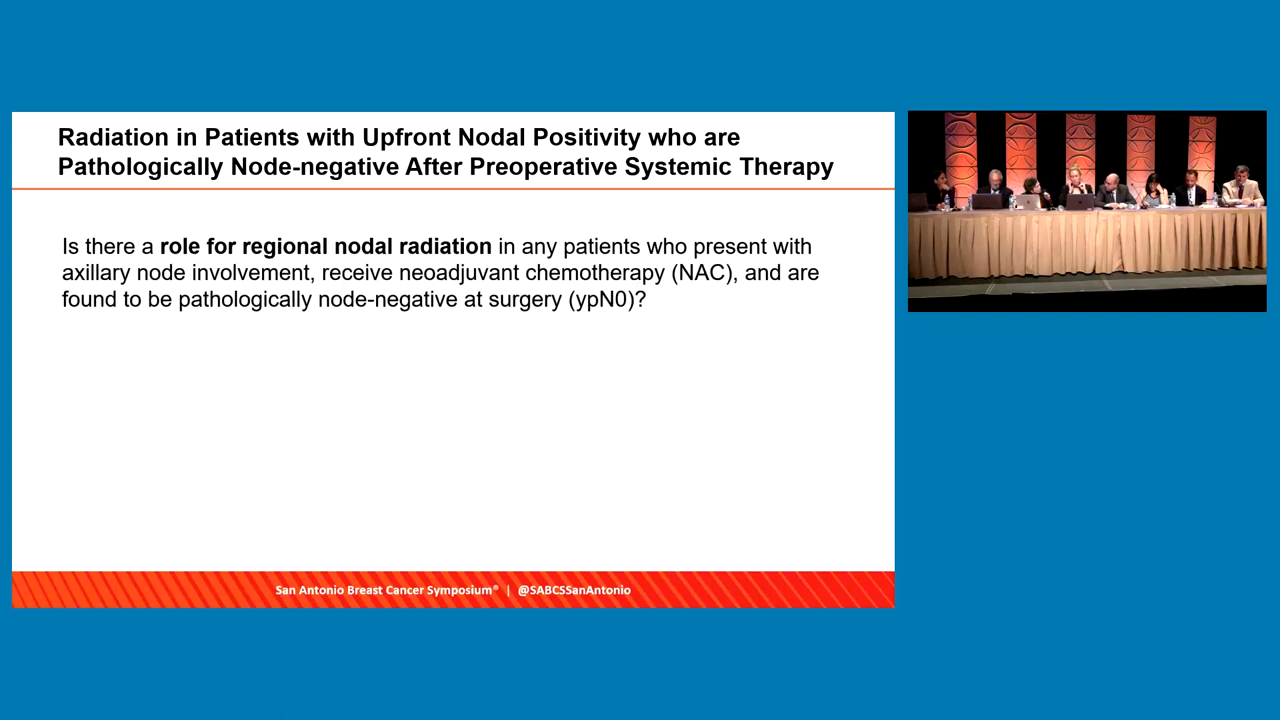 Radiation in Patients with Upfront Nodal Positivity who are
Pathologically Node-negative After Preoperative Systemic Therapy
Is there a role for regional nodal radiation in any patients who present with
axillary node involvement, receive neoadjuvant chemotherapy (NAC), and are
found to be pathologically node-negative at surgery (ypN0)?
San Antonio Breast Cancer Symposium® | @SABCSSanAntonio